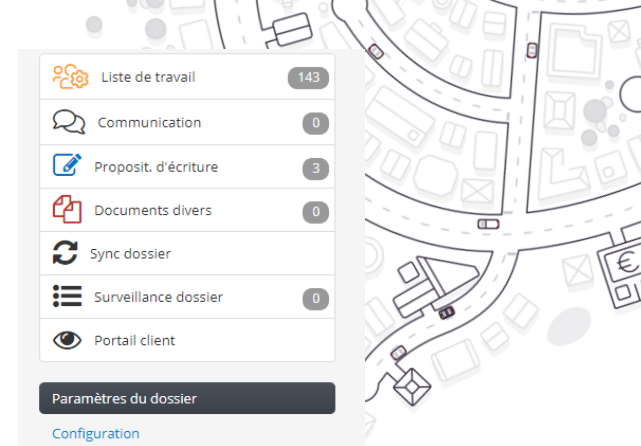 Liste de travail 143
Communication 0
Proposit. d'écriture 3
Documents divers 0
Sync dossier
Surveillance dossier 0
Portail client
Paramètres du dossier
Configuration
€